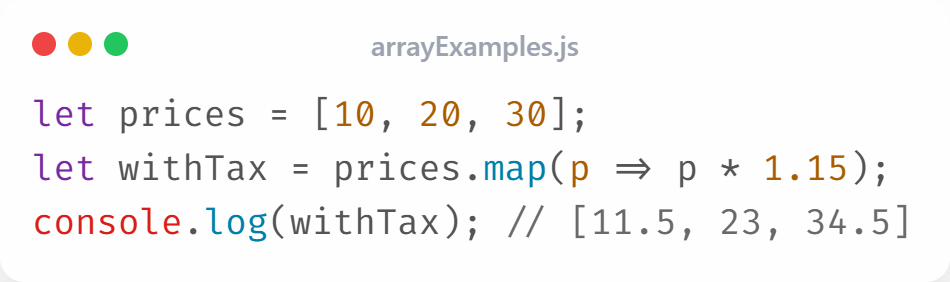 arrayExamples.js
let prices = [10, 20, 30];
let withTax = prices.map(p => p * 1.15);
console.log(withTax); // [11.5, 23, 34.5]